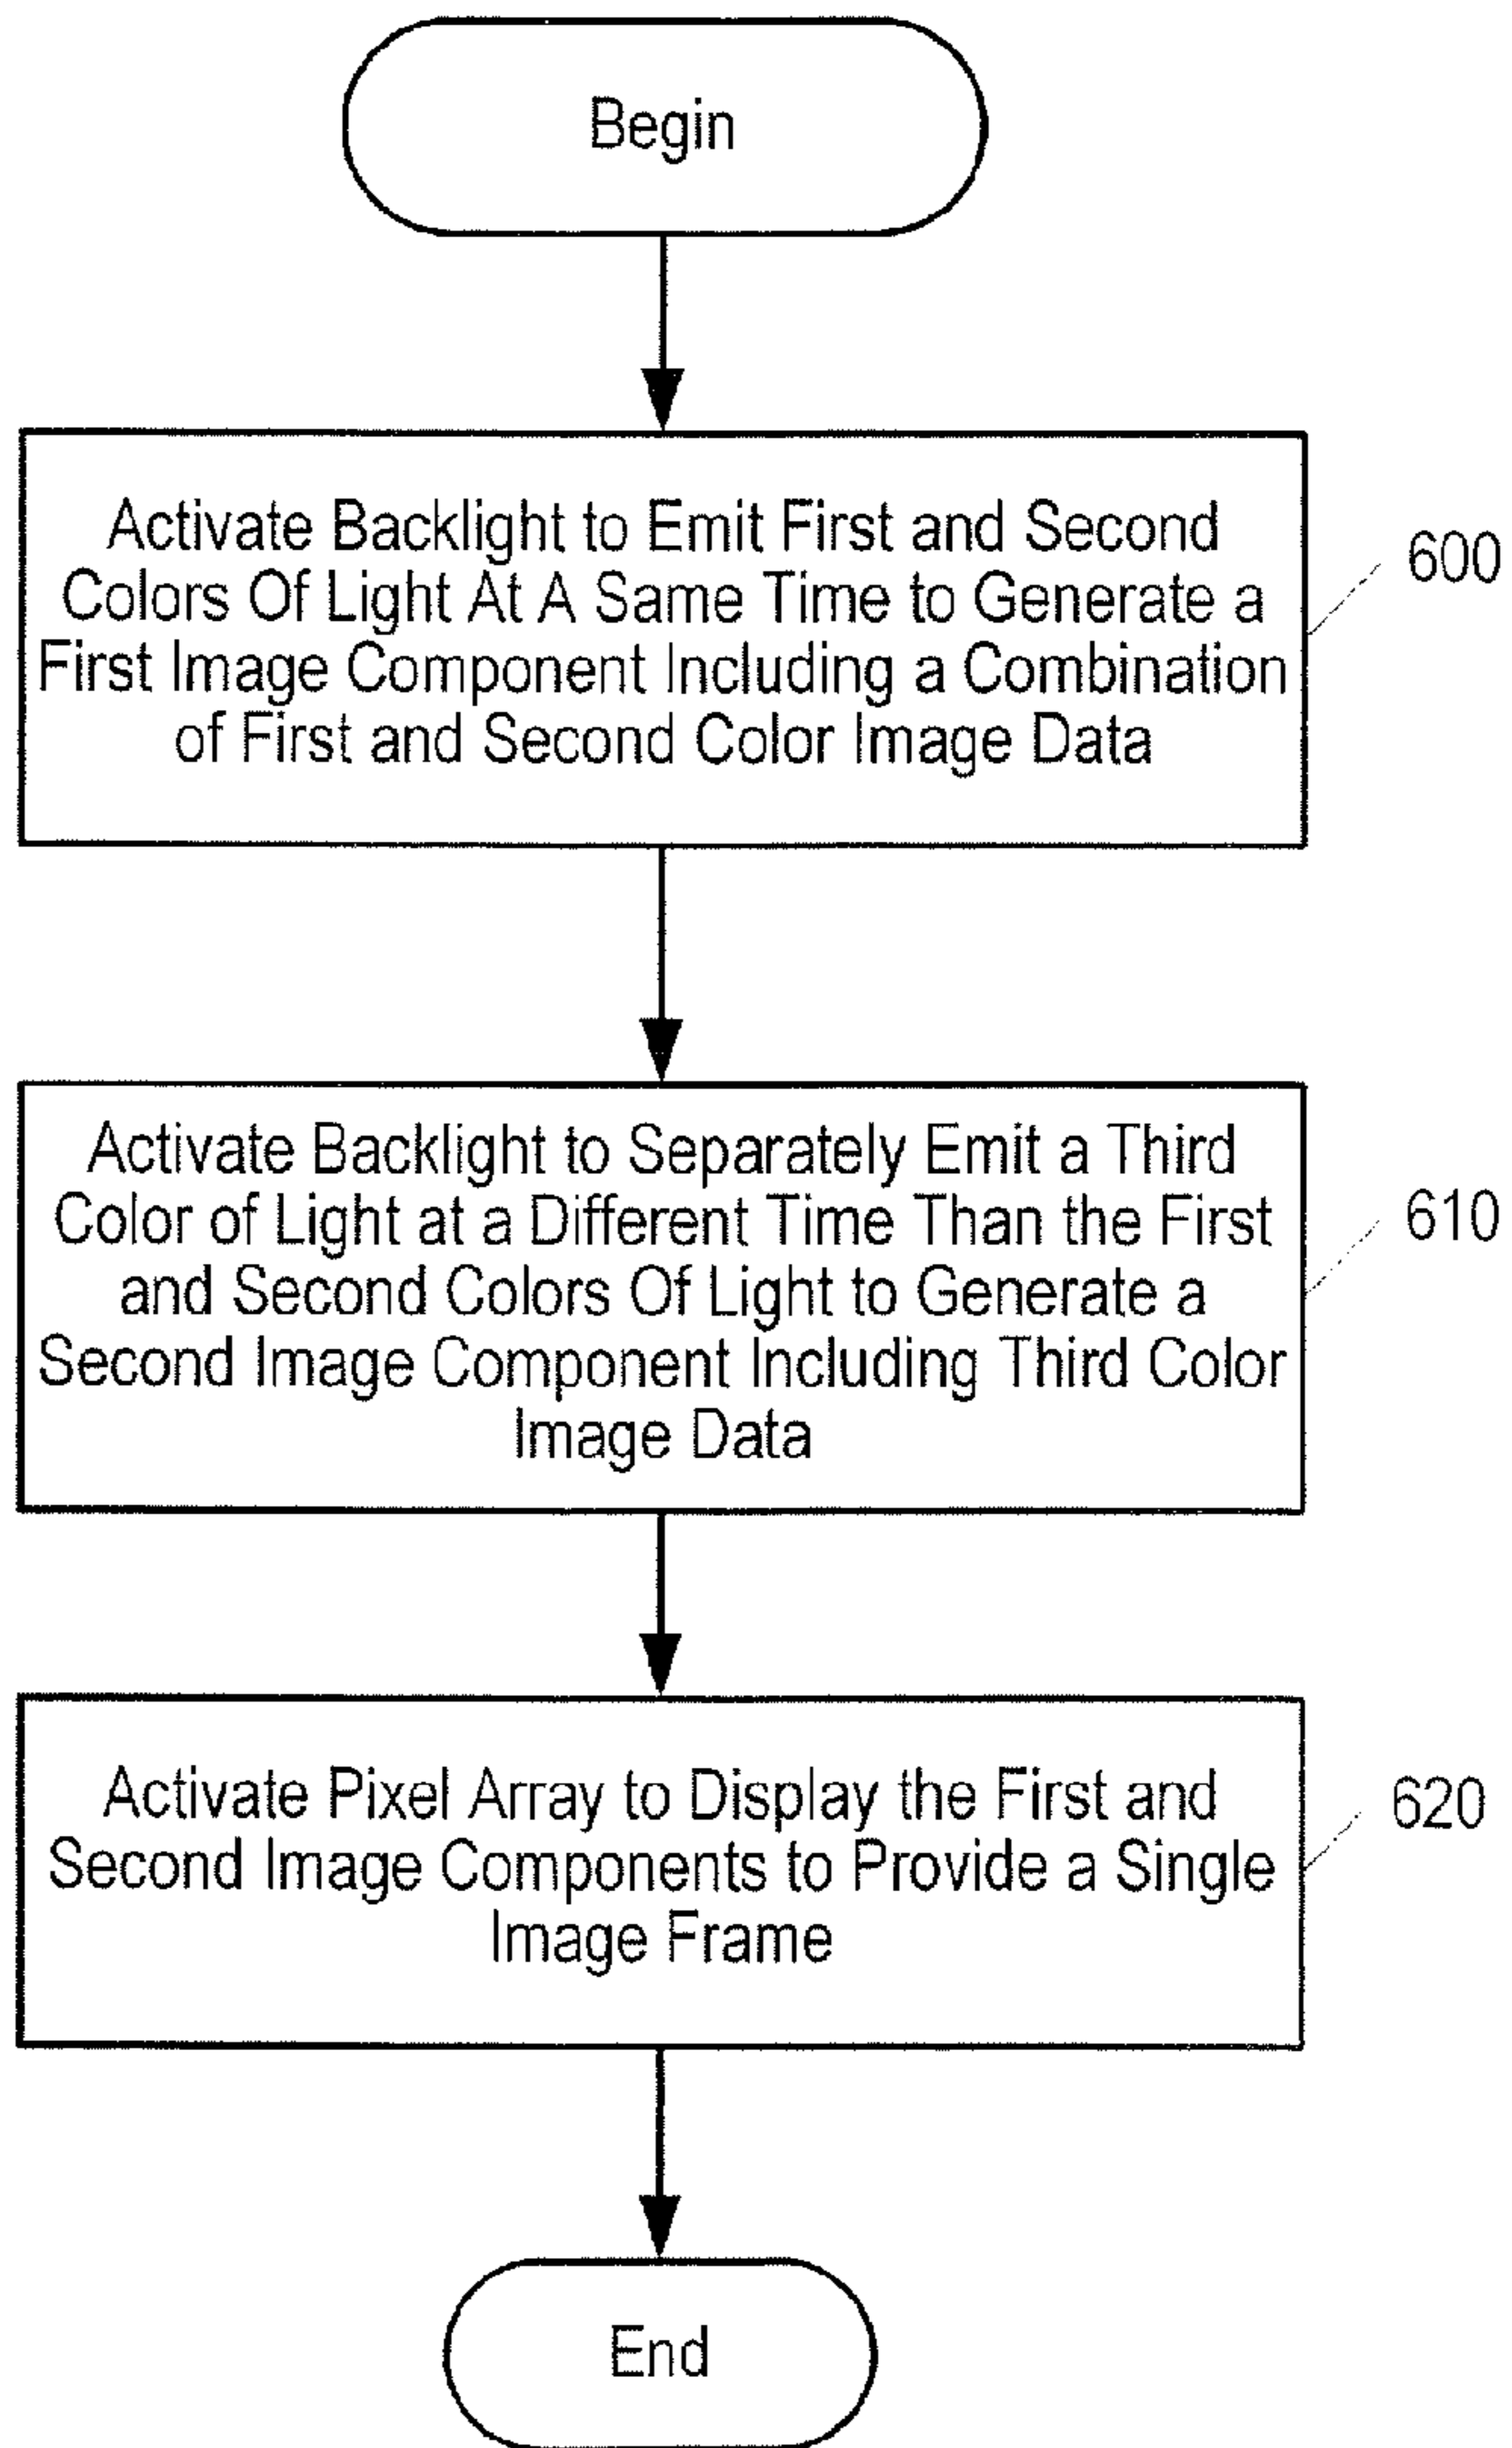 Begin
Activate Backlight to Emit First and Second
Colors Of Light At A Same Time to Generate a
First Image Component Including a Combination
of First and Second Color Image Data
600
Activate Backlight to Separately Emit a Third
Color of Light at a Different Time Than the First
and Second Colors Of Light to Generate a
Second Image Component Including Third Color
Image Data
610
Activate Pixel Array to Display the First and
Second Image Components to Provide a Single
Image Frame
620
End